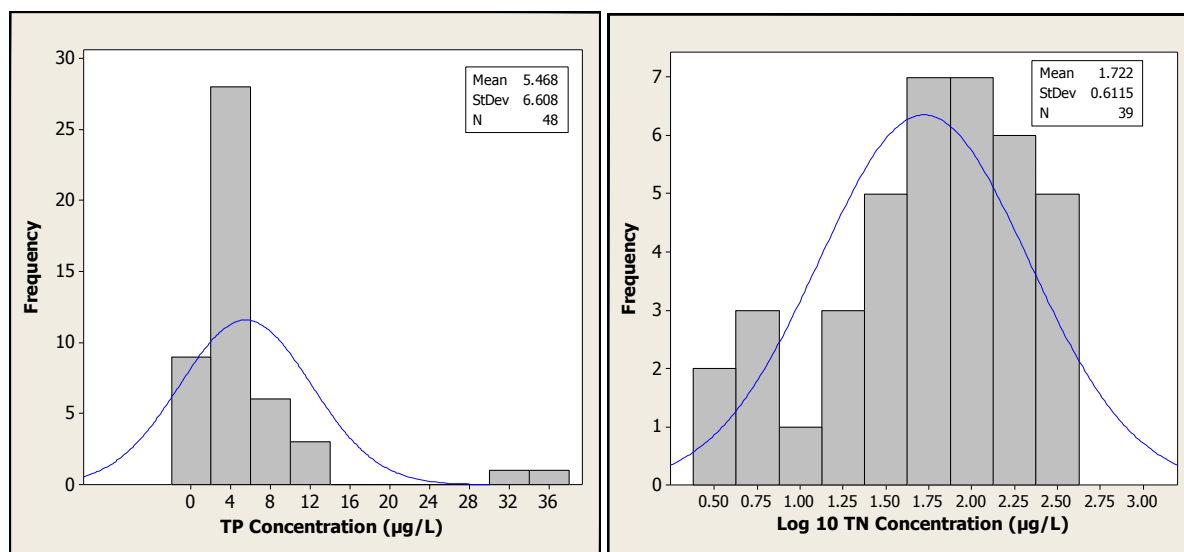 30
25
20
15
10
5
0
Frequency
Mean 5.468
StDev 6.608
N 48
0 4 8 12 16 20 24 28 32 36
TP Concentration (µg/L)
7
6
5
4
3
2
1
0
Frequency
Mean 1.722
StDev 0.6115
N 39
0.50 0.75 1.00 1.25 1.50 1.75 2.00 2.25 2.50 2.75 3.00
Log 10 TN Concentration (µg/L)